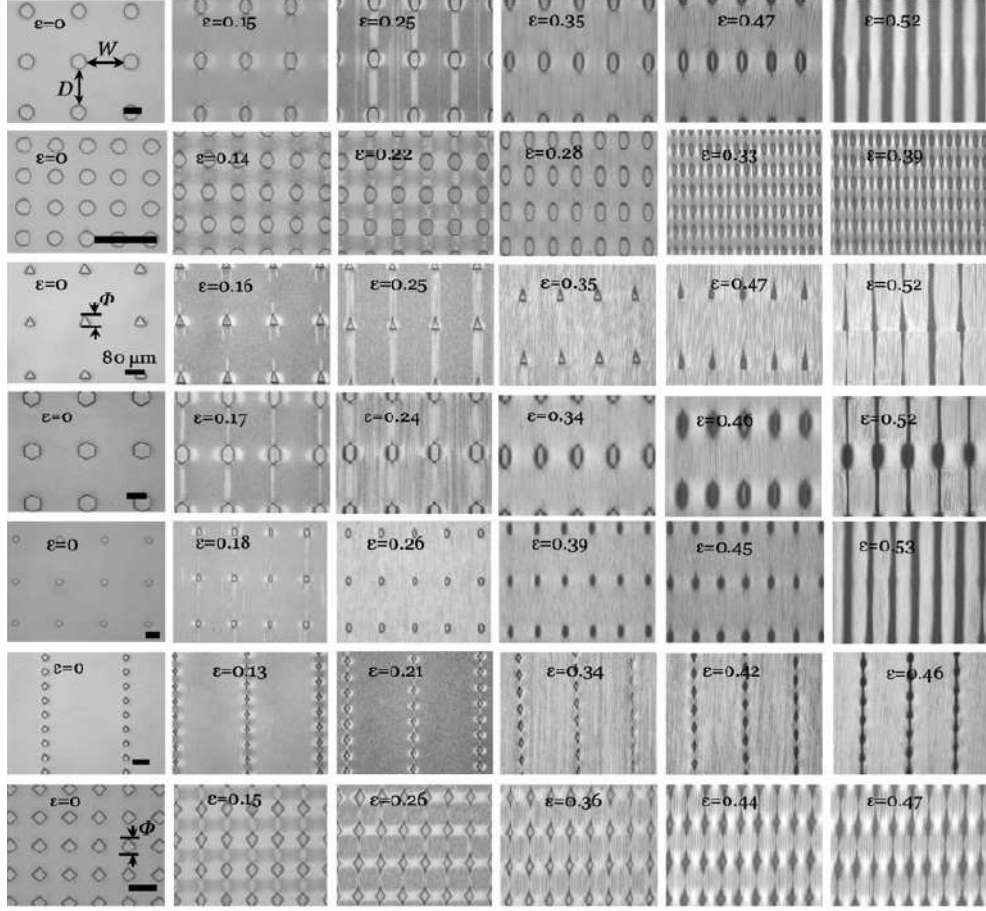 ε=0
ε=0.15
ε=0.25
ε=0.35
ε=0.47
ε=0.52
W
D
ε=0
ε=0.14
ε=0.22
ε=0.28
ε=0.33
ε=0.39
ε=0
ε=0.16
ε=0.25
ε=0.35
ε=0.47
ε=0.52
Φ
80 μm
ε=0
ε=0.17
ε=0.24
ε=0.34
ε=0.46
ε=0.52
ε=0
ε=0.18
ε=0.26
ε=0.39
ε=0.45
ε=0.53
ε=0
ε=0.13
ε=0.21
ε=0.34
ε=0.42
ε=0.46
ε=0
ε=0.15
ε=0.26
ε=0.36
ε=0.44
ε=0.47
Φ